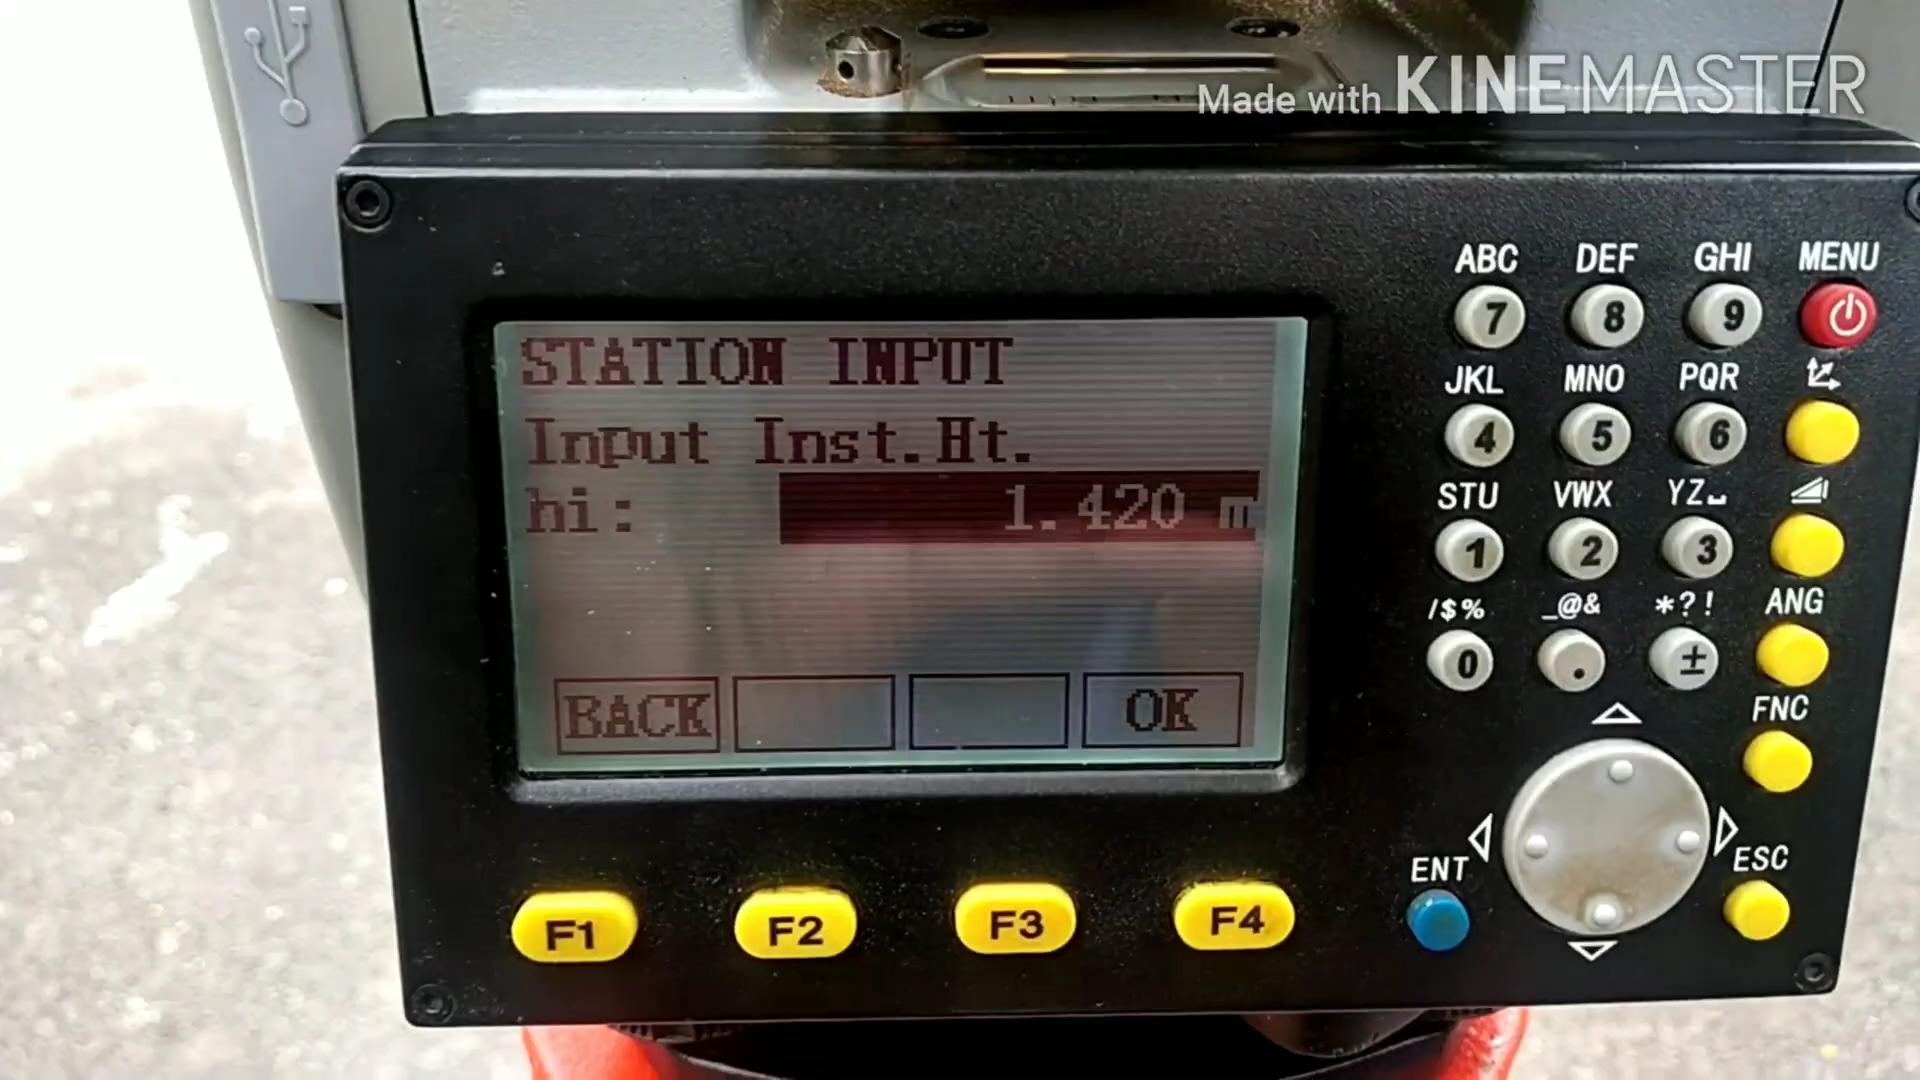 Made with KINEMASTER
STATION INPUT
Input Inst.Ht.
hi: 1.420 m
BACK OK
F1 F2 F3 F4
ABC DEF GHI MENU
7 8 9
JKL MNO PQR
4 5 6
STU VWX YZ␣
1 2 3
/$% _@& *?! ANG
0 . ±
FNC
ENT ESC